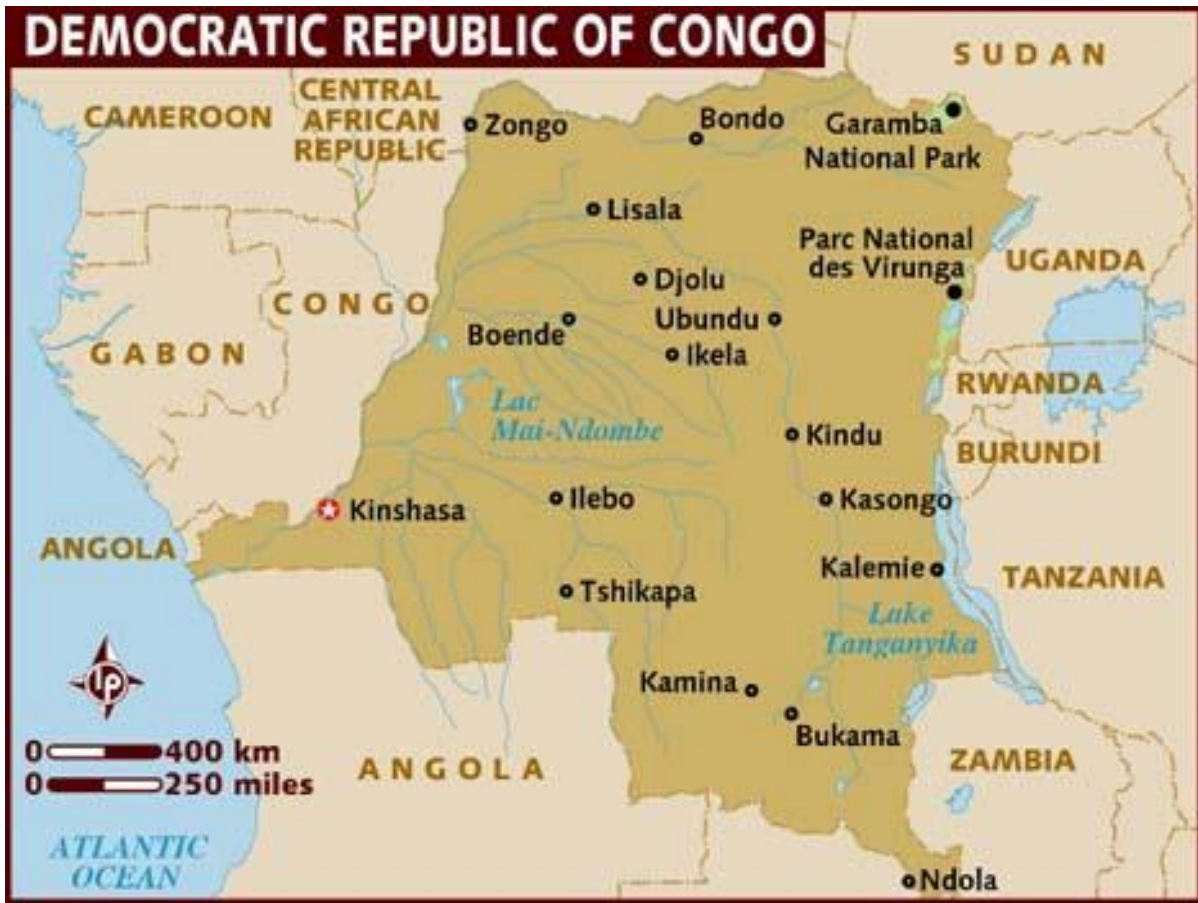 DEMOCRATIC REPUBLIC OF CONGO
SUDAN
CAMEROON
CENTRAL
AFRICAN
REPUBLIC
Zongo
Bondo
Garamba
National Park
Lisala
Parc National
des Virunga
UGANDA
Djolu
CONGO
Boende
Ubundu
GABON
Ikela
RWANDA
Lac
Mai-Ndombe
Kindu
BURUNDI
Kinshasa
Ilebo
Kasongo
ANGOLA
Kalemie
TANZANIA
Tshikapa
Lake
Tanganyika
LP
Kamina
Bukama
0 400 km
0 250 miles
ANGOLA
ZAMBIA
ATLANTIC
OCEAN
Ndola